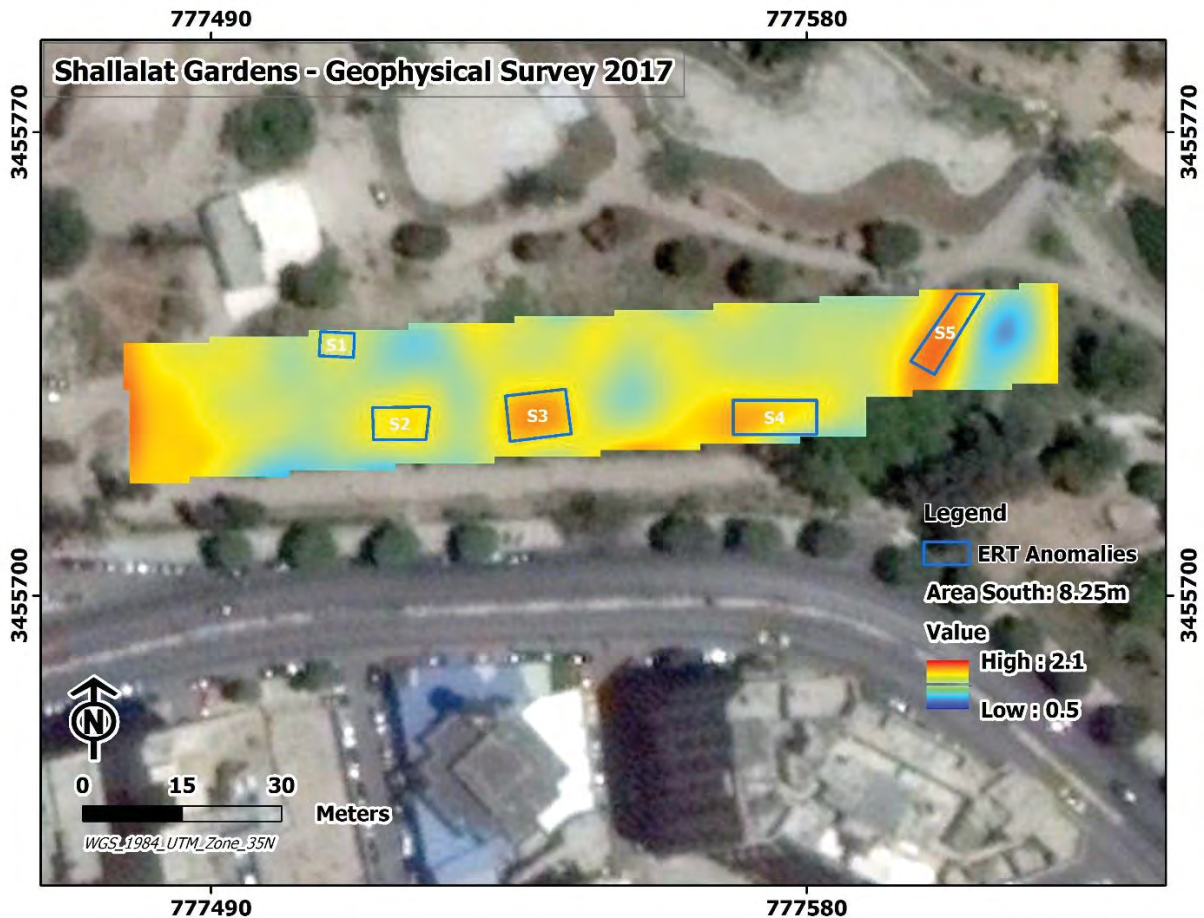 777490 777580
Shallalat Gardens - Geophysical Survey 2017
3455770 3455770
S1
S5
S2 S3 S4
Legend
ERT Anomalies
3455700 3455700
Area South: 8.25m
Value
High : 2.1
Low : 0.5
N
0 15 30
Meters
WGS_1984_UTM_Zone_35N
777490 777580